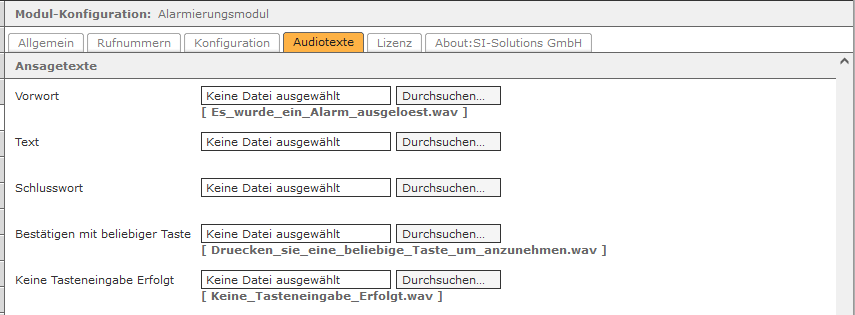 Modul-Konfiguration: Alarmierungsmodul
Allgemein Rufnummern Konfiguration Audiotexte Lizenz About:SI-Solutions GmbH
Ansagetexte
Vorwort Keine Datei ausgewählt Durchsuchen...
[ Es_wurde_ein_Alarm_ausgeloest.wav ]
Text Keine Datei ausgewählt Durchsuchen...
Schlusswort Keine Datei ausgewählt Durchsuchen...
Bestätigen mit beliebiger Taste Keine Datei ausgewählt Durchsuchen...
[ Druecken_sie_eine_beliebige_Taste_um_anzunehmen.wav ]
Keine Tasteneingabe Erfolgt Keine Datei ausgewählt Durchsuchen...
[ Keine_Tasteneingabe_Erfolgt.wav ]